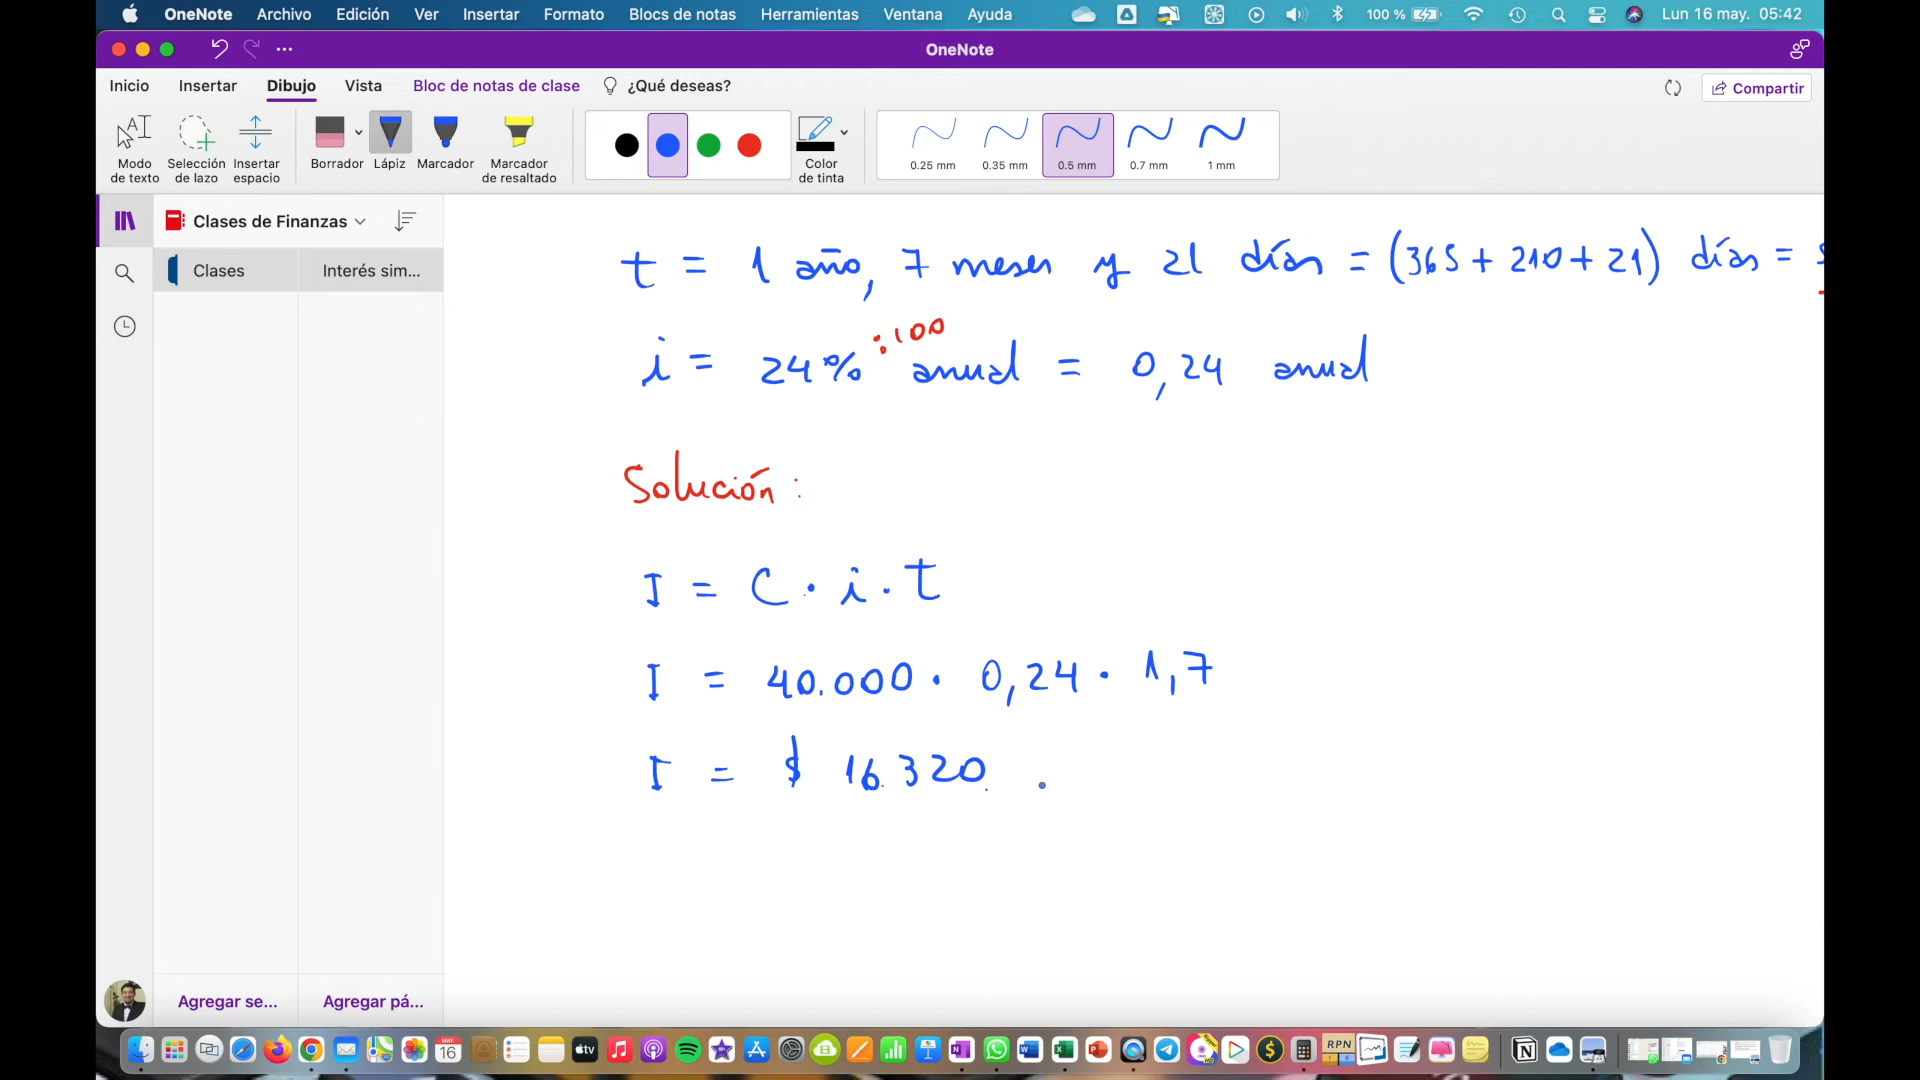 OneNote Archivo Edición Ver Insertar Formato Blocs de notas Herramientas Ventana Ayuda 100 % Lun 16 may. 05:42
OneNote
Inicio Insertar Dibujo Vista Bloc de notas de clase ¿Qué deseas? Compartir
Modo de texto
Selección de lazo
Insertar espacio
Borrador
Lápiz
Marcador
Marcador de resaltado
Color de tinta
0.25 mm 0.35 mm 0.5 mm 0.7 mm 1 mm
Clases de Finanzas
Clases Interés sim...
t = 1 año, 7 meses y 21 días = (365 + 210 + 21) días =
:100
i = 24% anual = 0,24 anual
Solución:
I = C · i · t
I = 40.000 · 0,24 · 1,7
I = $ 16.320
Agregar se... Agregar pá...
MAY. 16 tv RPN